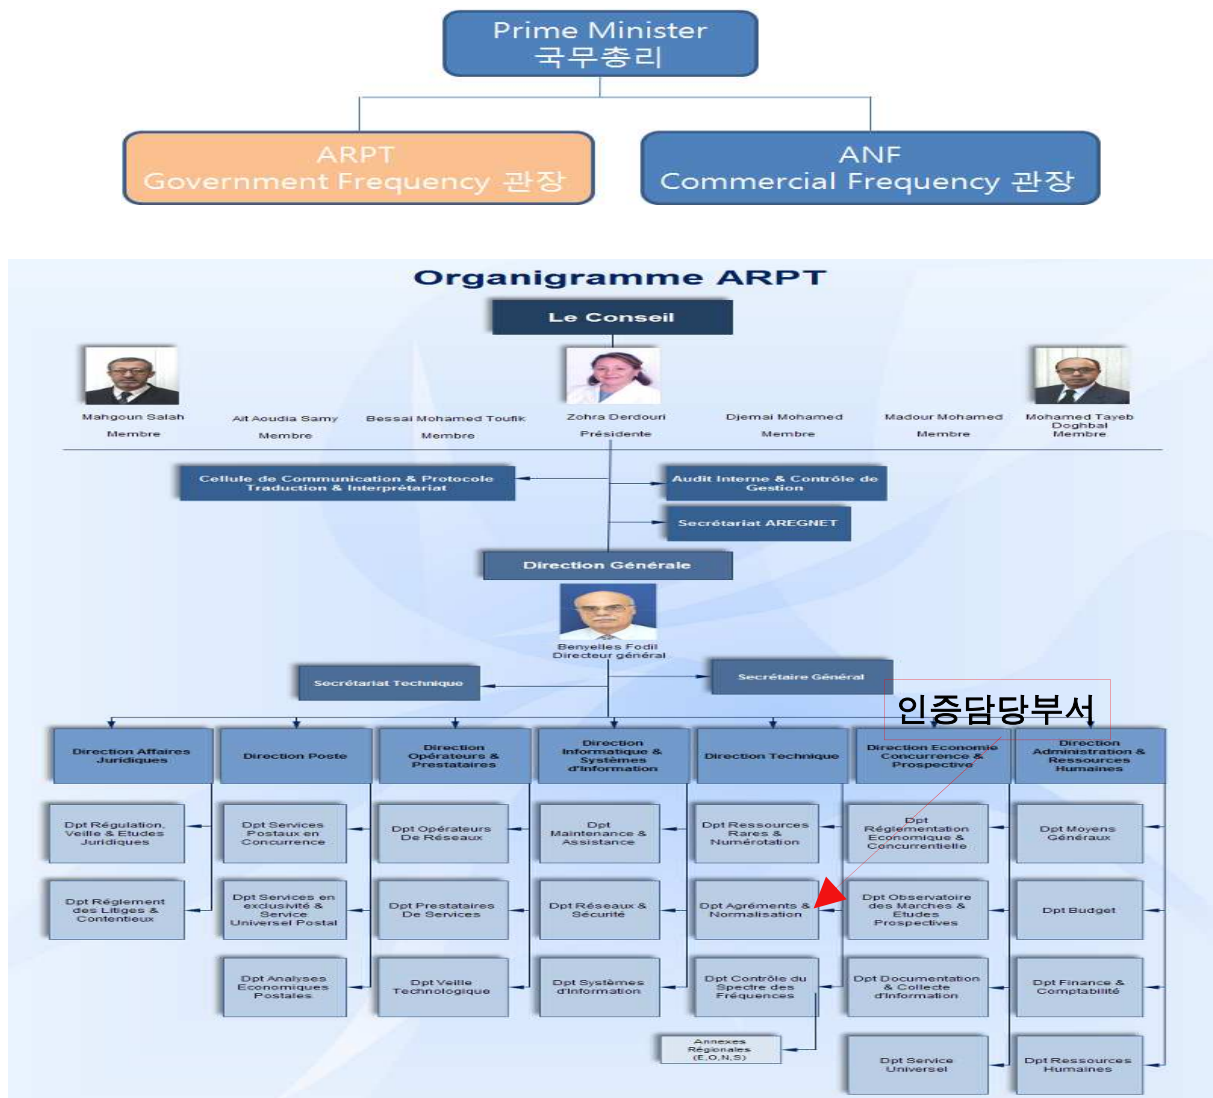 Prime Minister
국무총리
ARPT
Government Frequency 관장
ANF
Commercial Frequency 관장
Organigramme ARPT
Le Conseil
Mahgoun Salah
Membre
Ait Aoudia Samy
Membre
Bessai Mohamed Toufik
Membre
Zohra Derdouri
Présidente
Djemai Mohamed
Membre
Madour Mohamed
Membre
Mohamed Tayeb
Doghbal
Membre
Cellule de Communication & Protocole
Traduction & Interprétariat
Audit Interne & Contrôle de
Gestion
Secrétariat AREGNET
Direction Générale
Benyelles Fodil
Directeur général
Secrétariat Technique
Secrétaire Général
인증담당부서
Direction Affaires
Juridiques
Direction Poste
Direction
Opérateurs &
Prestataires
Direction
Informatique &
Systèmes
d'Information
Direction Technique
Direction Economie
Concurrence &
Prospective
Direction
Administration &
Ressources
Humaines
Dpt Régulation,
Veille & Etudes
Juridiques
Dpt Services
Postaux en
Concurrence
Dpt Opérateurs
De Réseaux
Dpt
Maintenance &
Assistance
Dpt Ressources
Rares &
Numérotation
Dpt
Réglementation
Economique &
Concurrentielle
Dpt Moyens
Généraux
Dpt Réglement
des Litiges &
Contentieux
Dpt Services en
exclusivité &
Service
Universel Postal
Dpt Prestataires
De Services
Dpt Réseaux &
Sécurité
Dpt Agréments &
Normalisation
Dpt Observatoire
des Marches &
Etudes
Prospectives
Dpt Budget
Dpt Analyses
Economiques
Postales
Dpt Veille
Technologique
Dpt Systèmes
d'Information
Dpt Contrôle du
Spectre des
Fréquences
Dpt Documentation
& Collecte
d'Information
Dpt Finance &
Comptabilité
Annexes
Régionales
(E,O,N,S)
Dpt Service
Universel
Dpt Ressources
Humaines